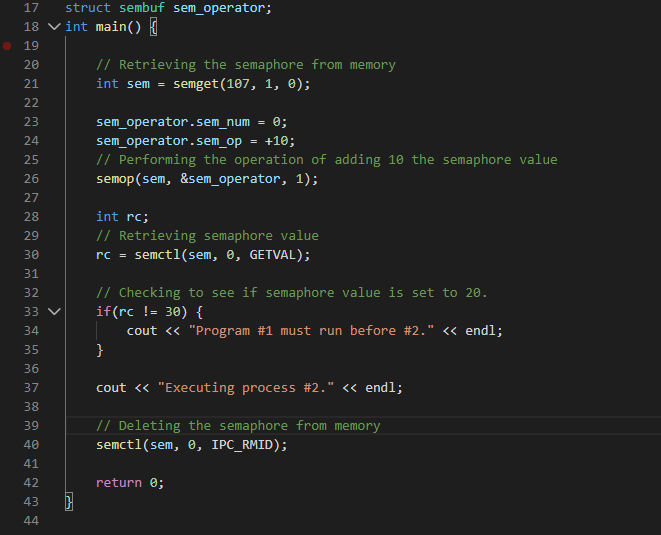 17 struct sembuf sem_operator;
18 int main() {
19
20 // Retrieving the semaphore from memory
21 int sem = semget(107, 1, 0);
22
23 sem_operator.sem_num = 0;
24 sem_operator.sem_op = +10;
25 // Performing the operation of adding 10 the semaphore value
26 semop(sem, &sem_operator, 1);
27
28 int rc;
29 // Retrieving semaphore value
30 rc = semctl(sem, 0, GETVAL);
31
32 // Checking to see if semaphore value is set to 20.
33 if(rc != 30) {
34 cout << "Program #1 must run before #2." << endl;
35 }
36
37 cout << "Executing process #2." << endl;
38
39 // Deleting the semaphore from memory
40 semctl(sem, 0, IPC_RMID);
41
42 return 0;
43 }
44